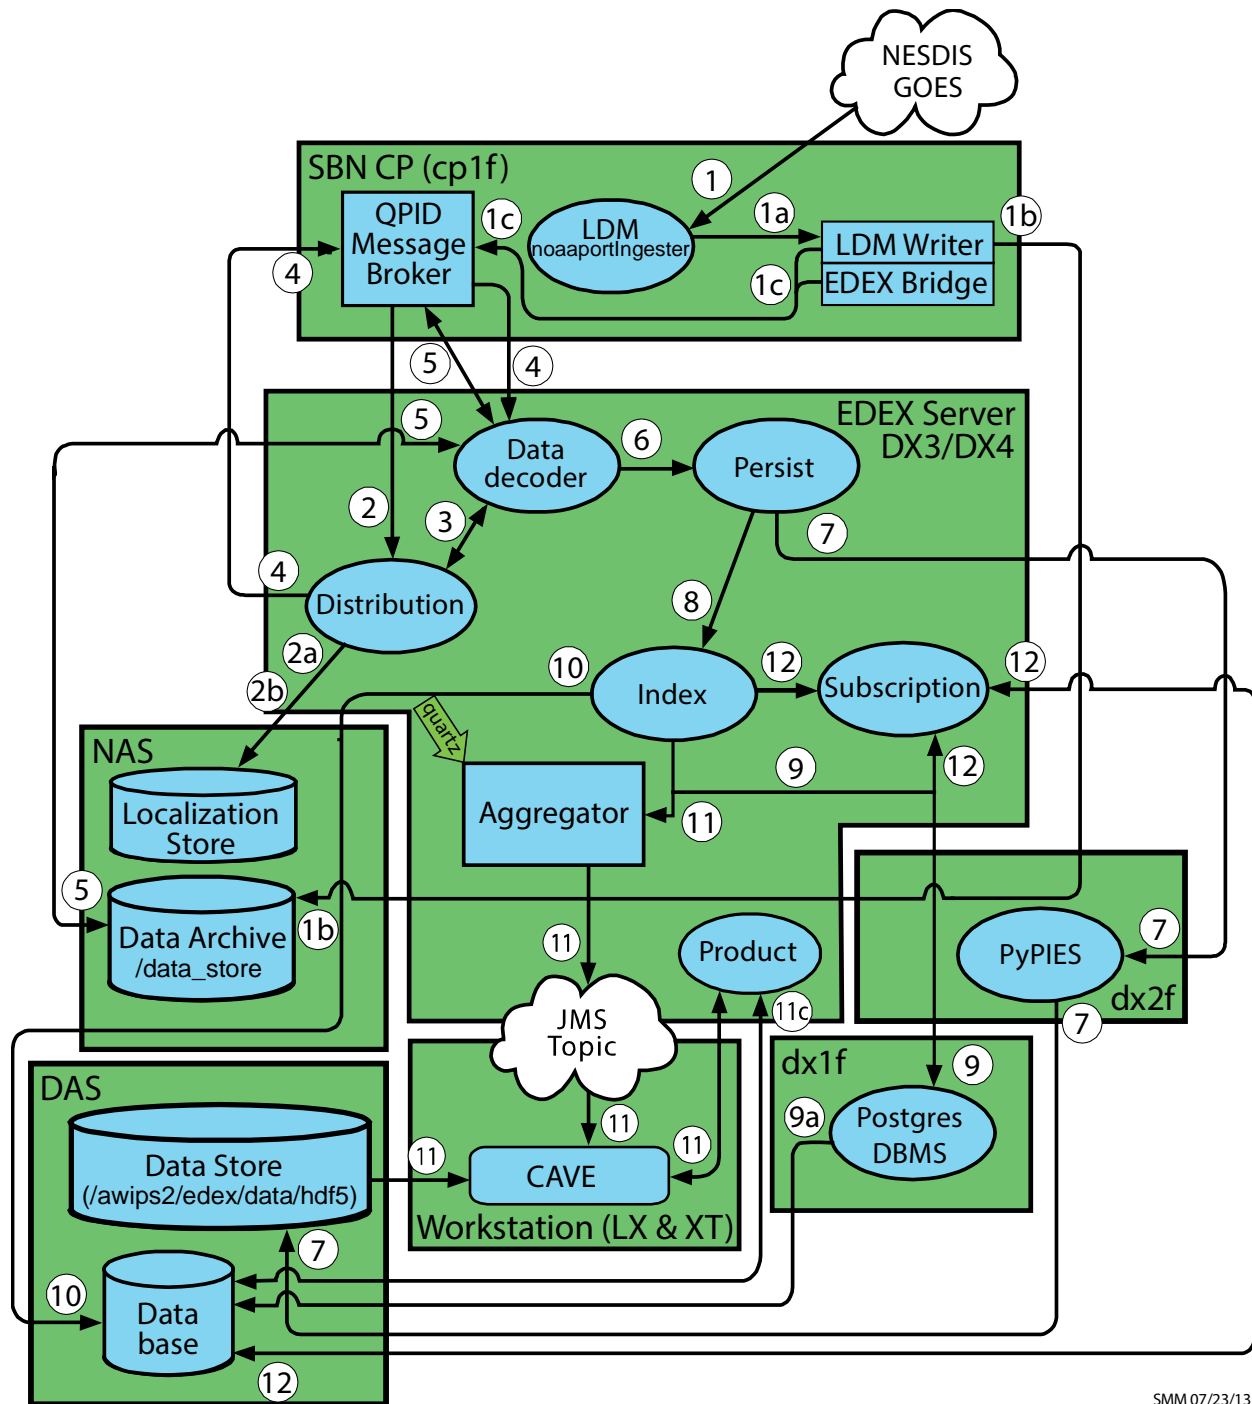 NESDIS
GOES
SBN CP (cp1f)
1
QPID
Message
Broker
1c
LDM
noaaportIngester
1a
1b
LDM Writer
EDEX Bridge
1c
4
5
4
EDEX Server
DX3/DX4
5
Data
decoder
6
Persist
2
3
7
4
Distribution
8
2a
2b
10
Index
12
Subscription
12
quartz
NAS
9
12
Localization
Store
Aggregator
11
5
Data Archive
/data_store
1b
11
Product
11c
PyPIES
7
dx2f
7
JMS
Topic
DAS
dx1f
9
9a
Postgres
DBMS
Data Store
(/awips2/edex/data/hdf5)
11
11
11
CAVE
Workstation (LX & XT)
7
10
Data
base
12
SMM 07/23/13